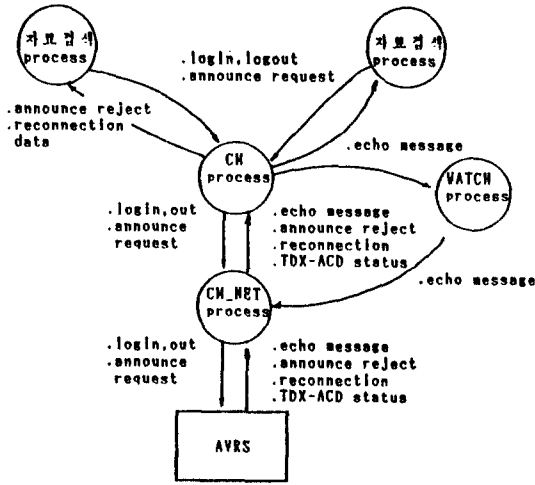 자료검색
process
자료검색
process
.login,logout
.announce request
.announce reject
.reconnection
data
.echo message
CM
process
WATCH
process
.login,out
.announce
request
.echo message
.announce reject
.reconnection
.TDX-ACD status
.echo message
CM_NET
process
.login,out
.announce
request
.echo message
.announce reject
.reconnection
.TDX-ACD status
AVRS